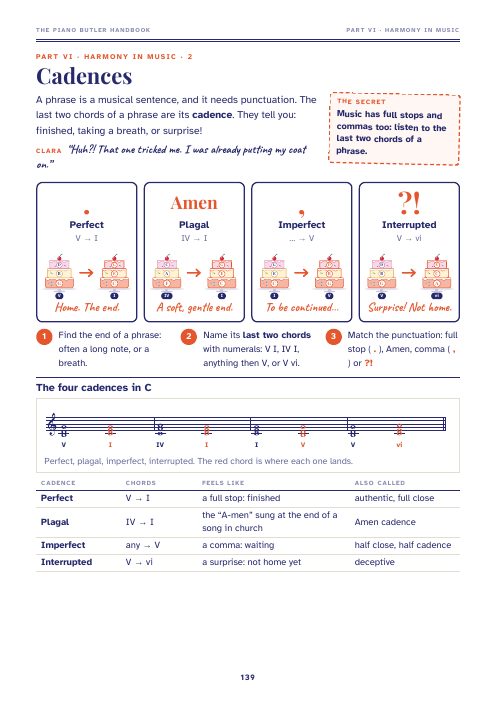 THE PIANO BUTLER HANDBOOK
PART VI · HARMONY IN MUSIC
PART VI · HARMONY IN MUSIC · 2
Cadences
A phrase is a musical sentence, and it needs punctuation. The
last two chords of a phrase are its cadence. They tell you:
finished, taking a breath, or surprise!
CLARA "Huh?! That one tricked me. I was already putting my coat
on."
THE SECRET
Music has full stops and
commas too: listen to the
last two chords of a
phrase.
.
Perfect
V → I
V I
Home. The end.
Amen
Plagal
IV → I
IV I
A soft, gentle end.
,
Imperfect
... → V
I V
To be continued...
?!
Interrupted
V → vi
V vi
Surprise! Not home.
1 Find the end of a phrase:
often a long note, or a
breath.
2 Name its last two chords
with numerals: V I, IV I,
anything then V, or V vi.
3 Match the punctuation: full
stop ( . ), Amen, comma ( ,
) or ?!
The four cadences in C
V I IV I I V V vi
Perfect, plagal, imperfect, interrupted. The red chord is where each one lands.
CADENCE CHORDS FEELS LIKE ALSO CALLED
Perfect V → I a full stop: finished authentic, full close
Plagal IV → I the “A-men” sung at the end of a
song in church Amen cadence
Imperfect any → V a comma: waiting half close, half cadence
Interrupted V → vi a surprise: not home yet deceptive
139